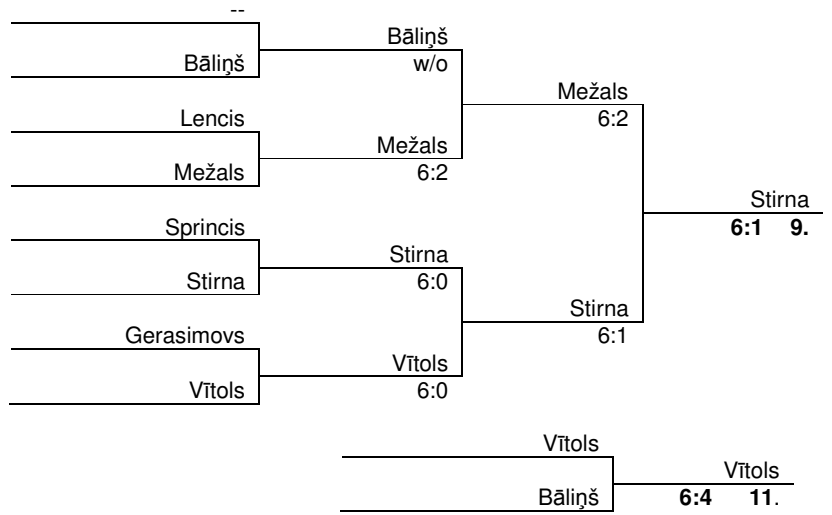 --
Bāliņš
Bāliņš
w/o
Mežals
Lencis
6:2
Mežals
Mežals
6:2
Stirna
Sprincis
6:1 9.
Stirna
Stirna
6:0
Stirna
Gerasimovs
6:1
Vītols
Vītols
6:0
Vītols
Vītols
Bāliņš
6:4 11.